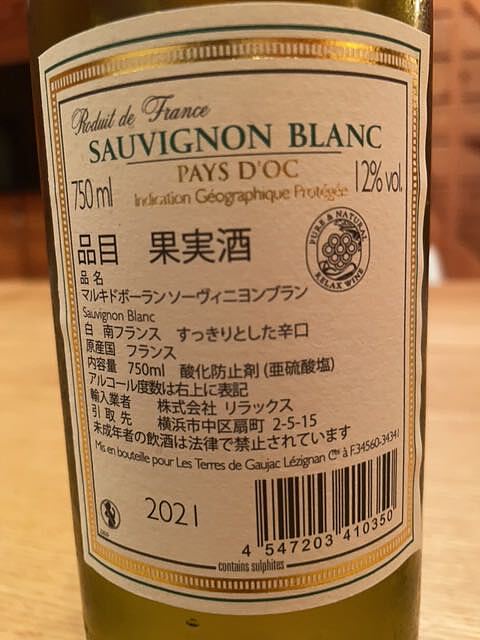 Produit de France
SAUVIGNON BLANC
PAYS D'OC
750 ml
Indication Géographique Protégée
12% vol.
品目 果実酒
PURE & NATURAL
RELAX WINE
品名
マルキドボーランソーヴィニヨンブラン
Sauvignon Blanc
白 南フランス すっきりとした辛口
原産国 フランス
内容量 750ml 酸化防止剤(亜硫酸塩)
アルコール度数は右上に表記
輸入業者 株式会社 リラックス
引取先 横浜市中区扇町 2-5-15
未成年者の飲酒は法律で禁止されています
Mis en bouteille pour Les Terres de Gaujac Lézignan Cres à F.34560-34341
2021
4 547203 410350
contains sulphites